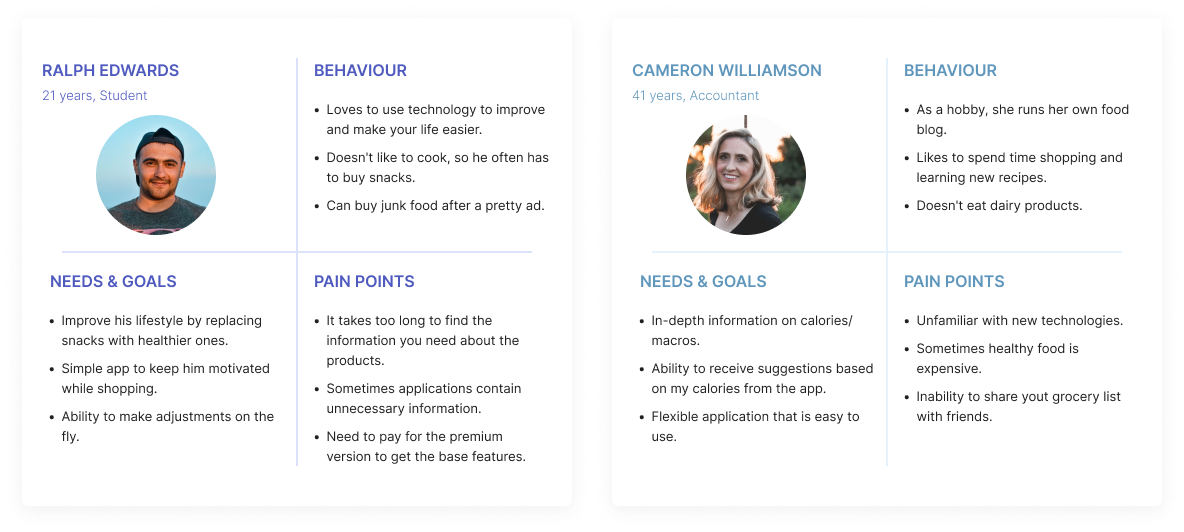 RALPH EDWARDS
21 years, Student
BEHAVIOUR
• Loves to use technology to improve
and make your life easier.
• Doesn't like to cook, so he often has
to buy snacks.
• Can buy junk food after a pretty ad.
NEEDS & GOALS
• Improve his lifestyle by replacing
snacks with healthier ones.
• Simple app to keep him motivated
while shopping.
• Ability to make adjustments on the
fly.
PAIN POINTS
• It takes too long to find the
information you need about the
products.
• Sometimes applications contain
unnecessary information.
• Need to pay for the premium
version to get the base features.
CAMERON WILLIAMSON
41 years, Accountant
BEHAVIOUR
• As a hobby, she runs her own food
blog.
• Likes to spend time shopping and
learning new recipes.
• Doesn't eat dairy products.
NEEDS & GOALS
• In-depth information on calories/
macros.
• Ability to receive suggestions based
on my calories from the app.
• Flexible application that is easy to
use.
PAIN POINTS
• Unfamiliar with new technologies.
• Sometimes healthy food is
expensive.
• Inability to share yout grocery list
with friends.